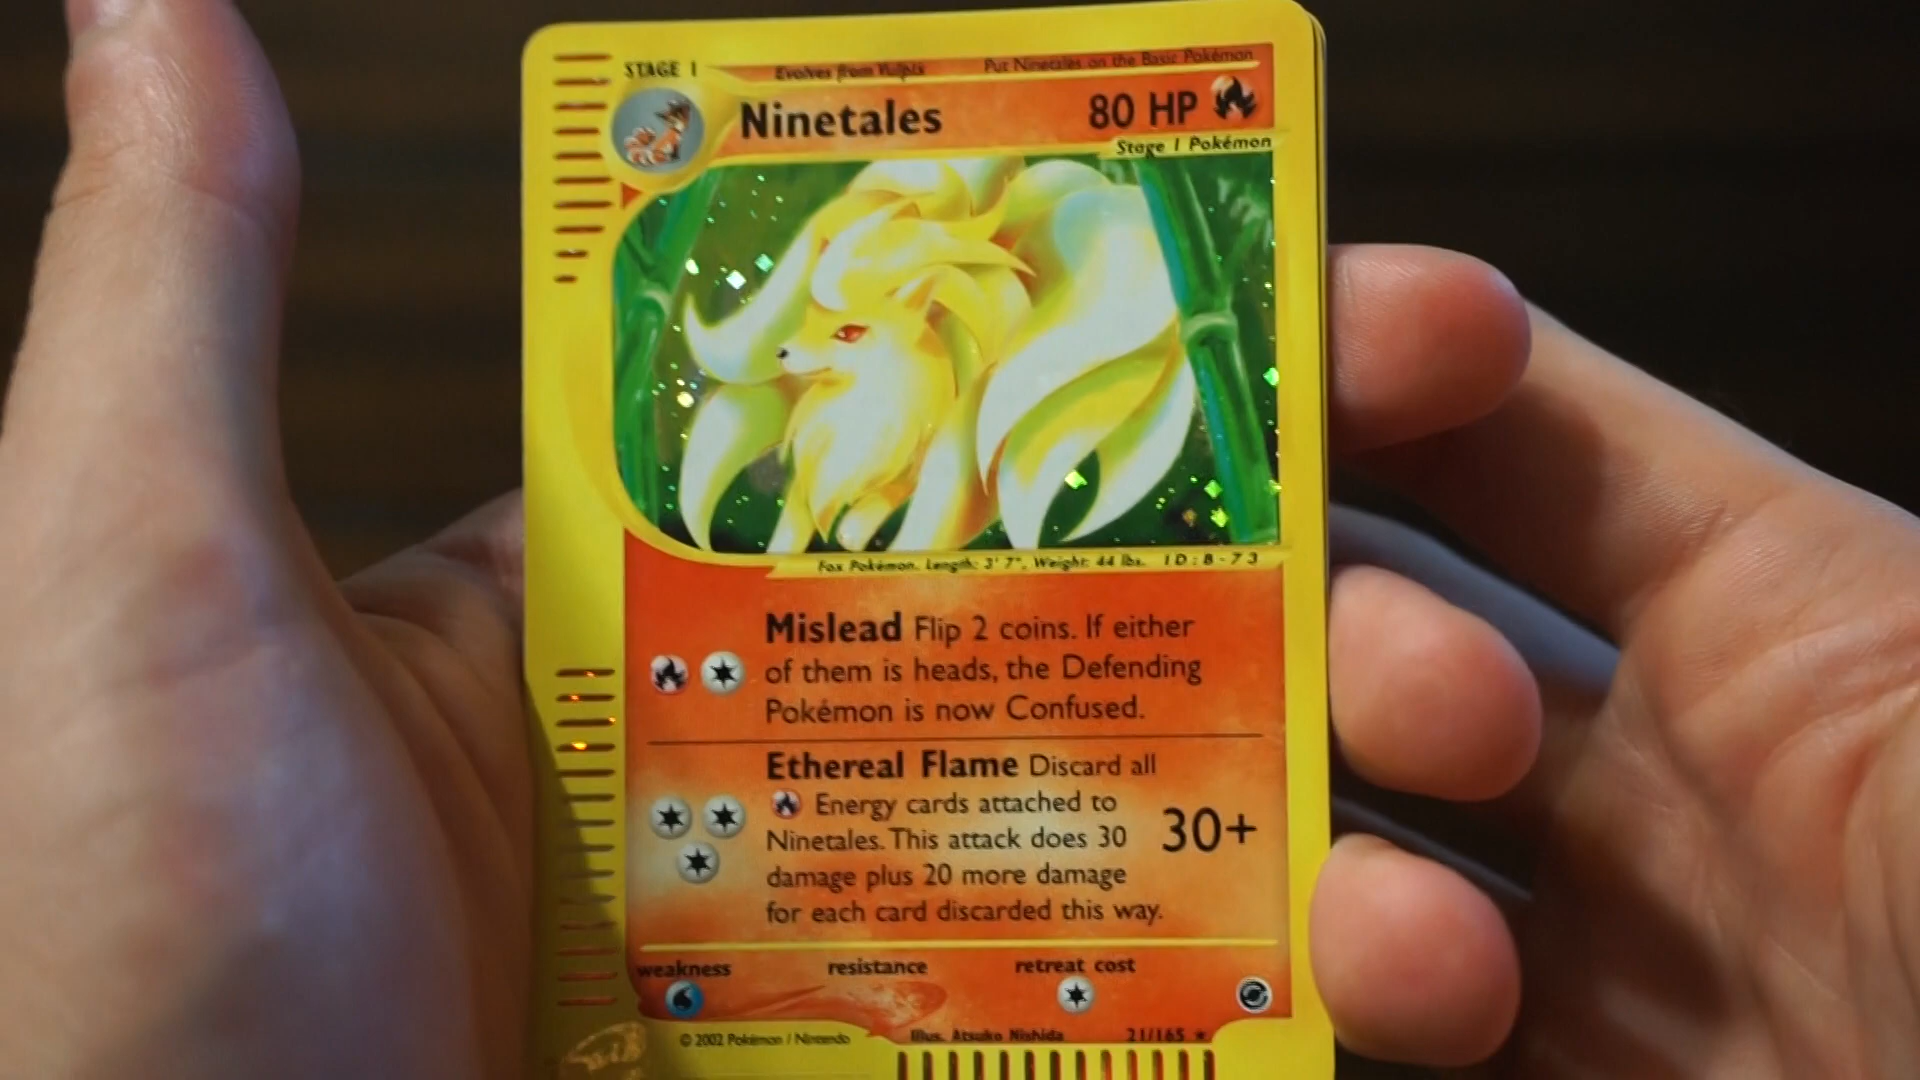 STAGE 1
Evolves from Vulpix
Put Ninetales on the Basic Pokémon
Ninetales
80 HP
Stage 1 Pokémon
Fox Pokémon. Length: 3' 7", Weight: 44 lbs. ID : B - 7 3
Mislead Flip 2 coins. If either
of them is heads, the Defending
Pokémon is now Confused.
Ethereal Flame Discard all
Energy cards attached to
Ninetales. This attack does 30
damage plus 20 more damage
for each card discarded this way.
30+
weakness
resistance
retreat cost
© 2002 Pokémon / Nintendo
Illus. Atsuko Nishida
21/165 ★